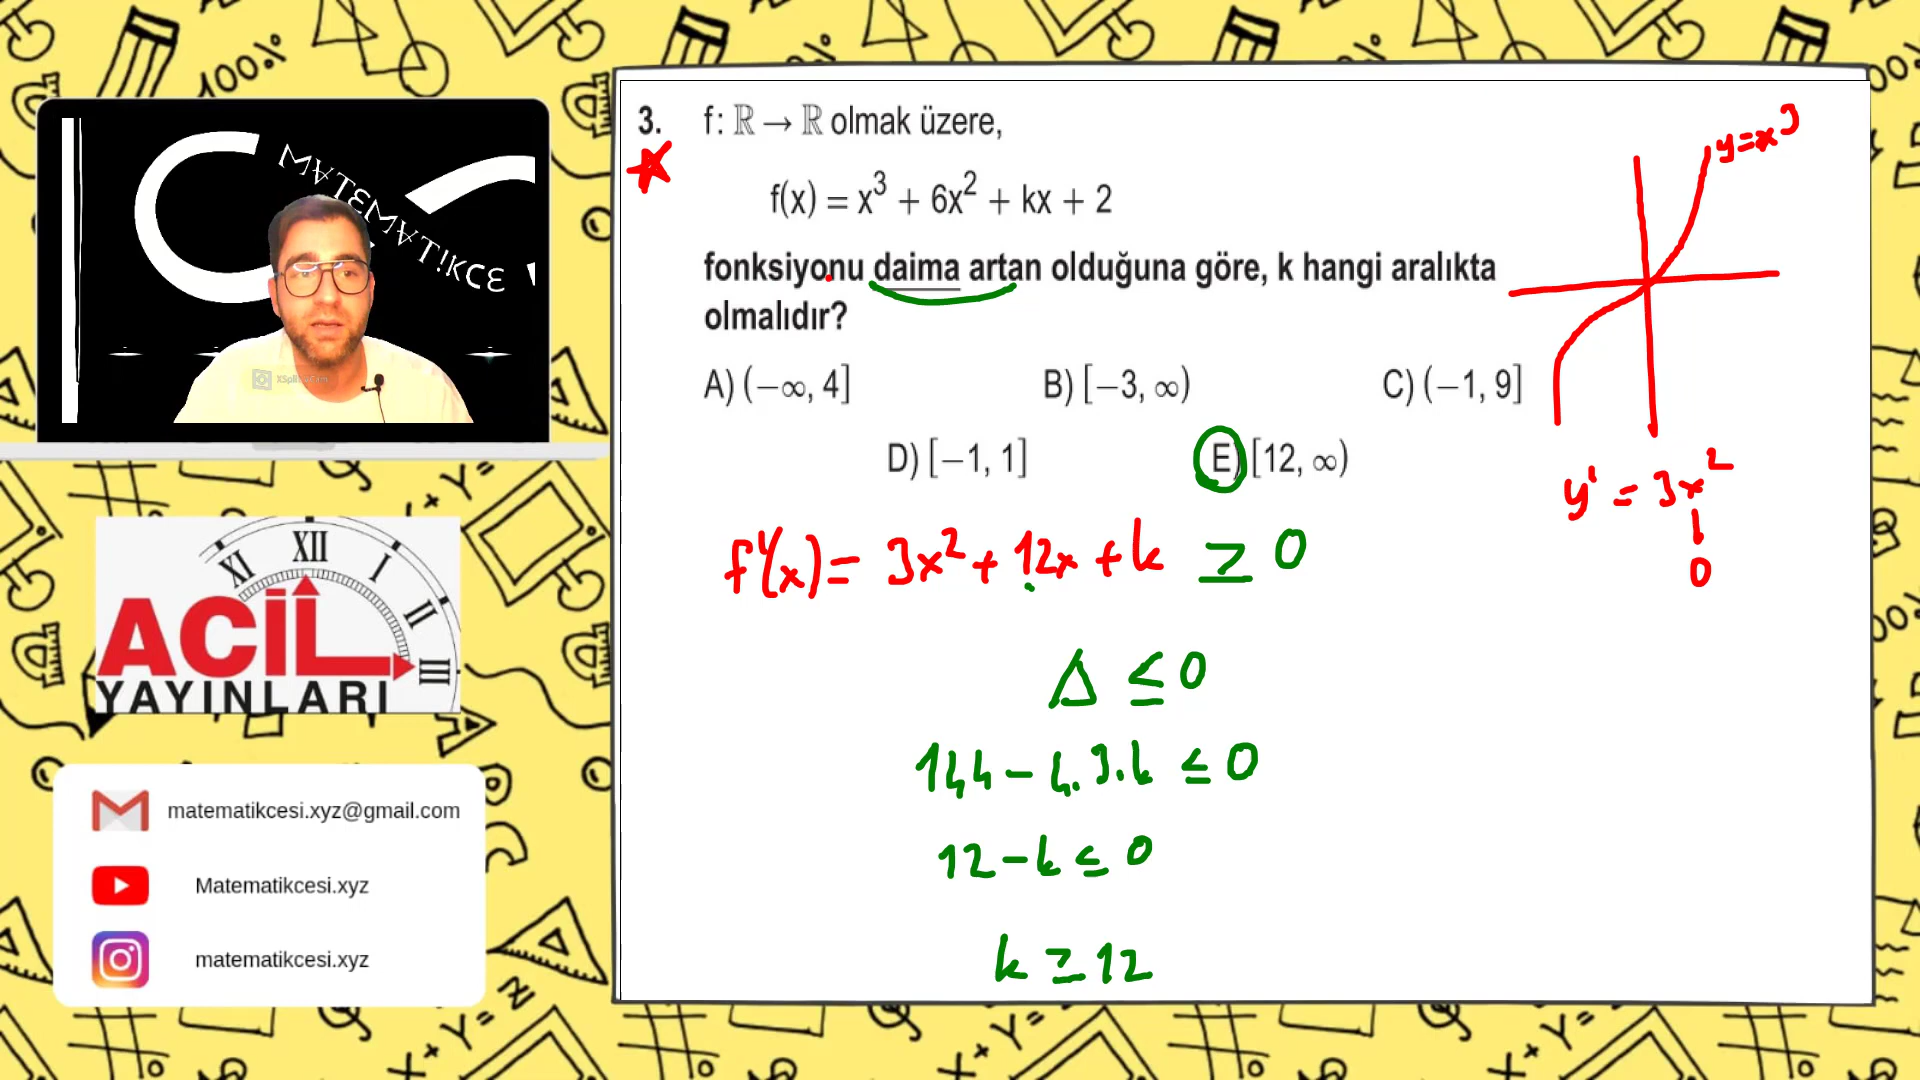 3. f: ℝ → ℝ olmak üzere,
f(x) = x³ + 6x² + kx + 2
fonksiyonu daima artan olduğuna göre, k hangi aralıkta
olmalıdır?
A) (−∞, 4]
B) [−3, ∞)
C) (−1, 9]
D) [−1, 1]
E) [12, ∞)
f'(x) = 3x² + 12x + k ≥ 0
Δ ≤ 0
144 − 4.3.k ≤ 0
12 − k ≤ 0
k ≥ 12
y=x³
y' = 3x²
0
MATEMATİKCE
XI XII I II III
ACİL
YAYINLARI
matematikcesi.xyz@gmail.com
Matematikcesi.xyz
matematikcesi.xyz
100%
X+Y=Z